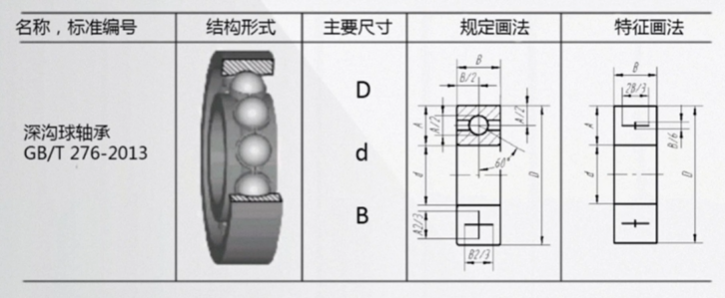 名称，标准编号 结构形式 主要尺寸 规定画法 特征画法
深沟球轴承
GB/T 276-2013
D
d
B
B
B/2
A
A/2
A/2
60°
d
D
A2/3
B2/3
B
2B/3
A
B/6
d
D